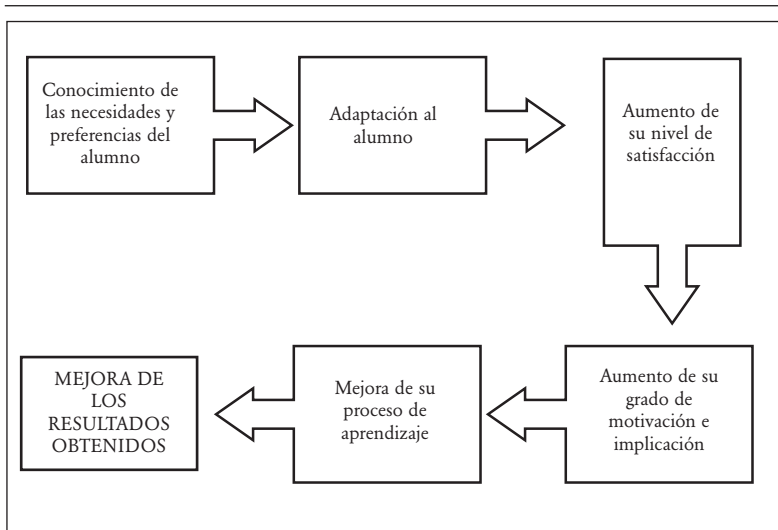 Conocimiento de
las necesidades y
preferencias del
alumno
Adaptación al
alumno
Aumento de
su nivel de
satisfacción
Aumento de su
grado de
motivación e
implicación
Mejora de su
proceso de
aprendizaje
MEJORA DE
LOS
RESULTADOS
OBTENIDOS